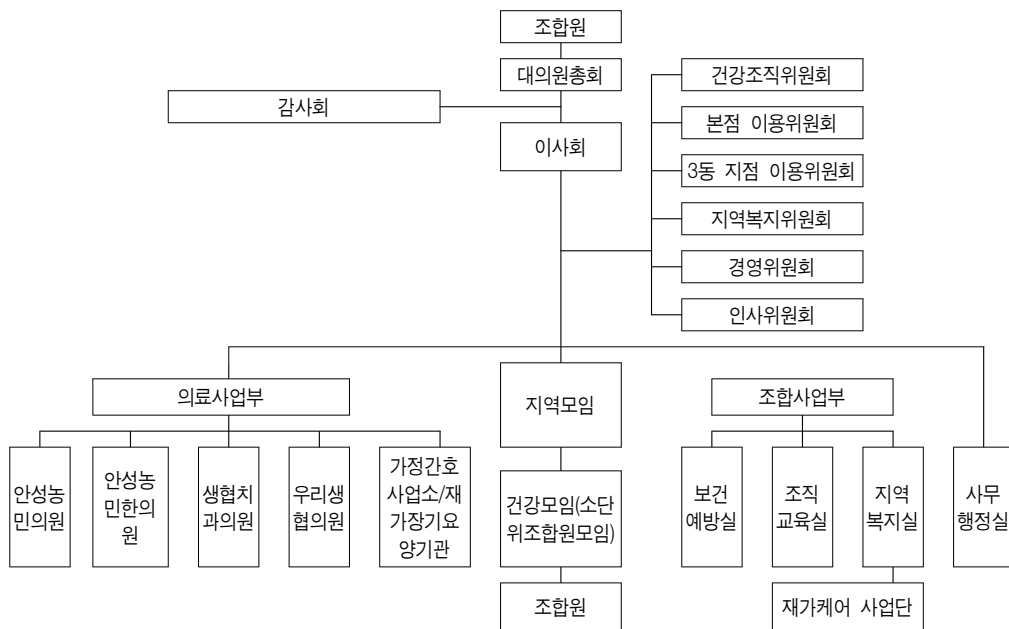 조합원
대의원총회
감사회
이사회
건강조직위원회
본점 이용위원회
3동 지점 이용위원회
지역복지위원회
경영위원회
인사위원회
의료사업부
지역모임
조합사업부
안성농
민의원
안성농
민한의
원
생협치
과의원
우리생
협의원
가정간호
사업소/재
가장기요
양기관
건강모임(소단
위조합원모임)
보건
예방실
조직
교육실
지역
복지실
사무
행정실
조합원
재가케어 사업단